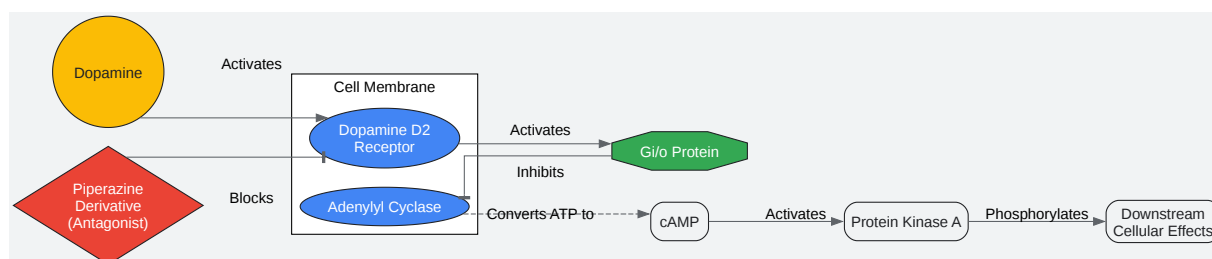 Dopamine
Activates
Cell Membrane
Dopamine D2
Receptor
Activates
Gi/o Protein
Inhibits
Piperazine
Derivative
(Antagonist)
Blocks
Adenylyl Cyclase
Converts ATP to
cAMP
Activates
Protein Kinase A
Phosphorylates
Downstream
Cellular Effects